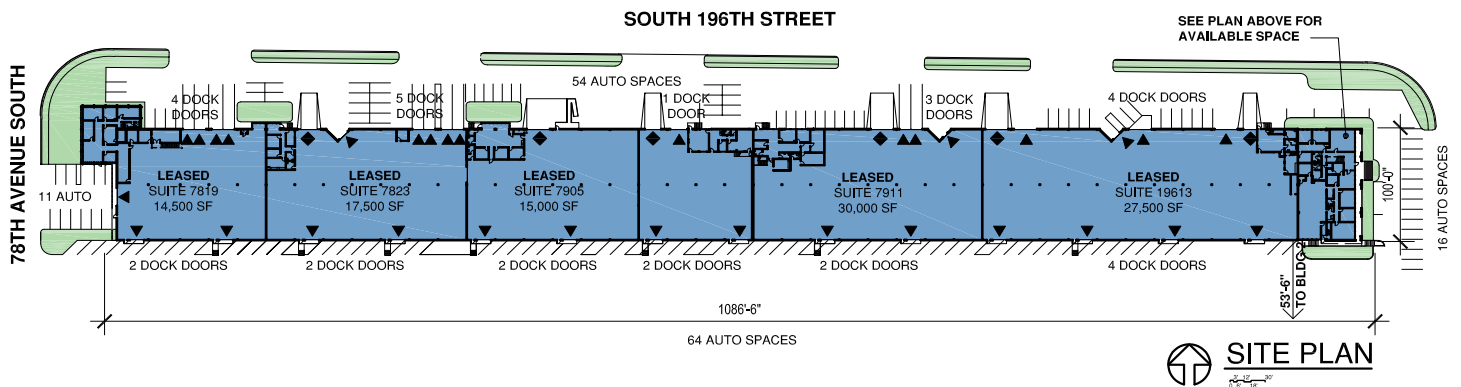 SOUTH 196TH STREET
SEE PLAN ABOVE FOR
AVAILABLE SPACE
78TH AVENUE SOUTH
54 AUTO SPACES
4 DOCK
DOORS
5 DOCK
DOORS
1 DOCK
DOOR
3 DOCK
DOORS
4 DOCK DOORS
11 AUTO
LEASED
SUITE 7819
14,500 SF
LEASED
SUITE 7823
17,500 SF
LEASED
SUITE 7905
15,000 SF
LEASED
SUITE 7911
30,000 SF
LEASED
SUITE 19613
27,500 SF
100'-0"
16 AUTO SPACES
2 DOCK DOORS
2 DOCK DOORS
2 DOCK DOORS
2 DOCK DOORS
2 DOCK DOORS
4 DOCK DOORS
53'-6"
TO BLDG 2
1086'-6"
64 AUTO SPACES
SITE PLAN